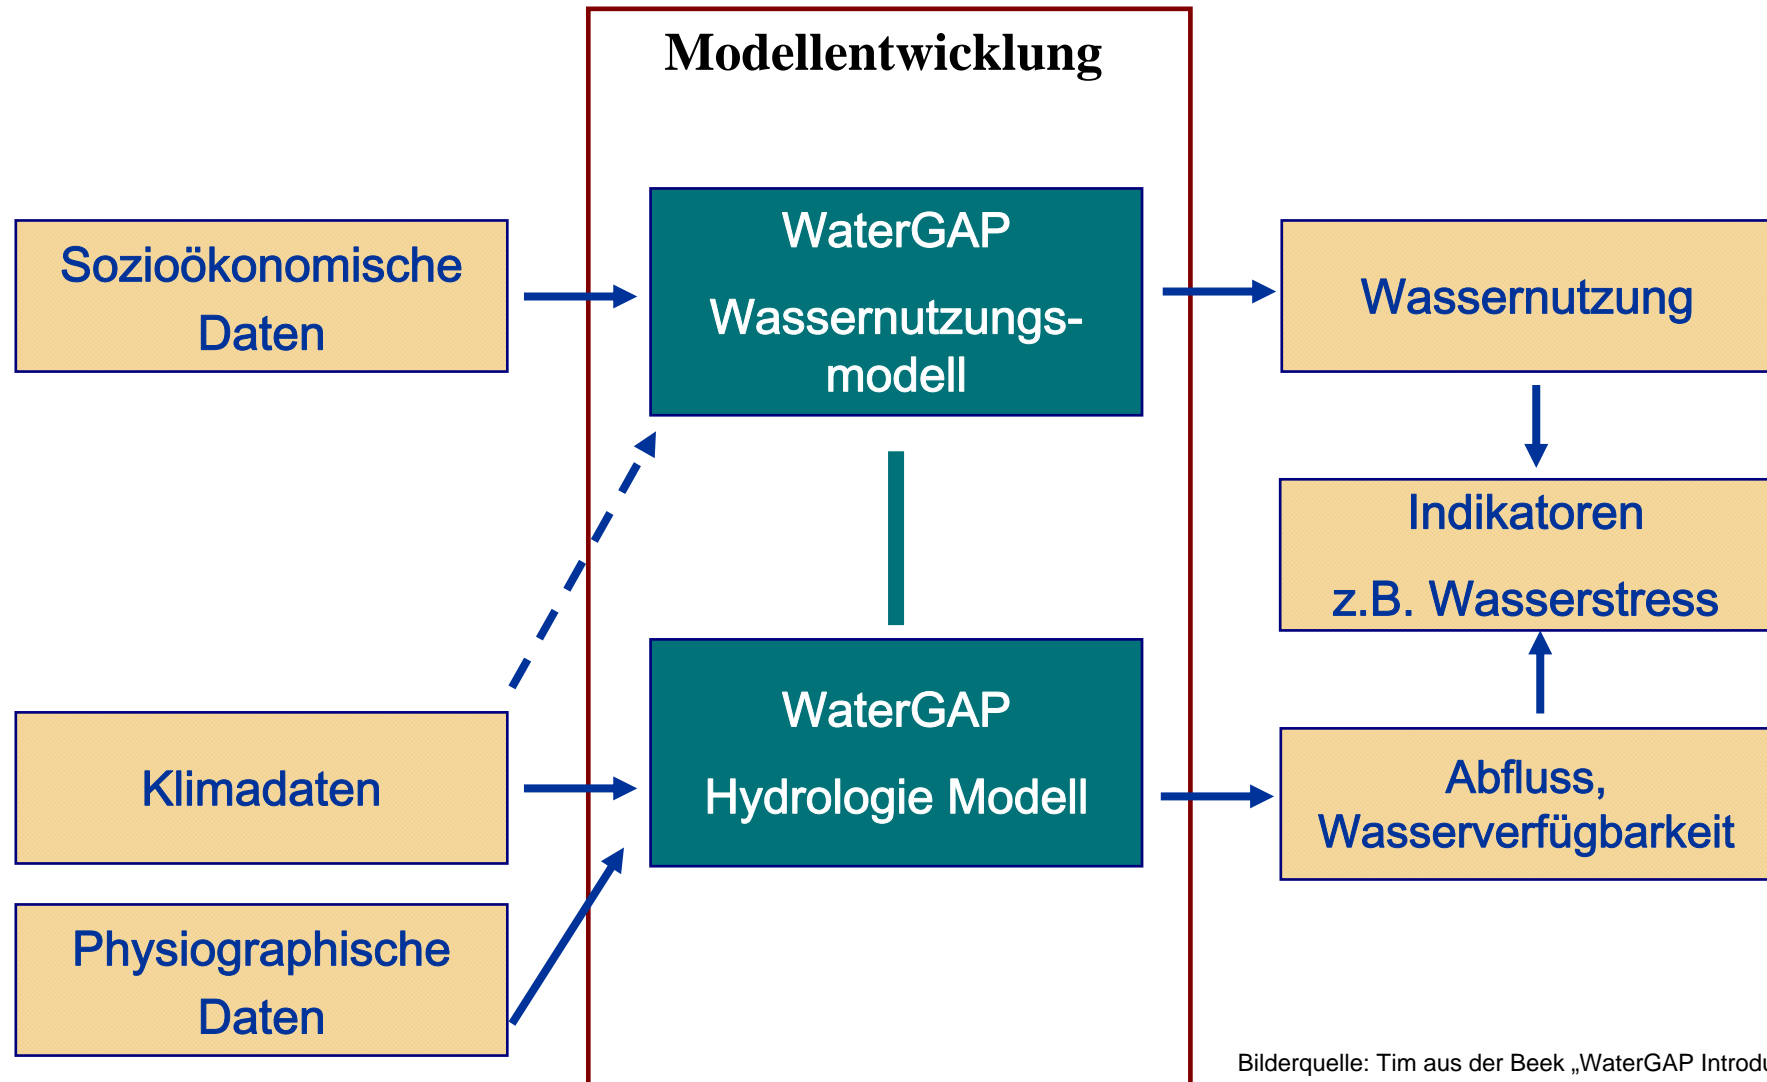 Modellentwicklung
Sozioökonomische
Daten
WaterGAP
Wassernutzungs-
modell
Wassernutzung
Indikatoren
z.B. Wasserstress
Klimadaten
WaterGAP
Hydrologie Modell
Abfluss,
Wasserverfügbarkeit
Physiographische
Daten
Bilderquelle: Tim aus der Beek „WaterGAP